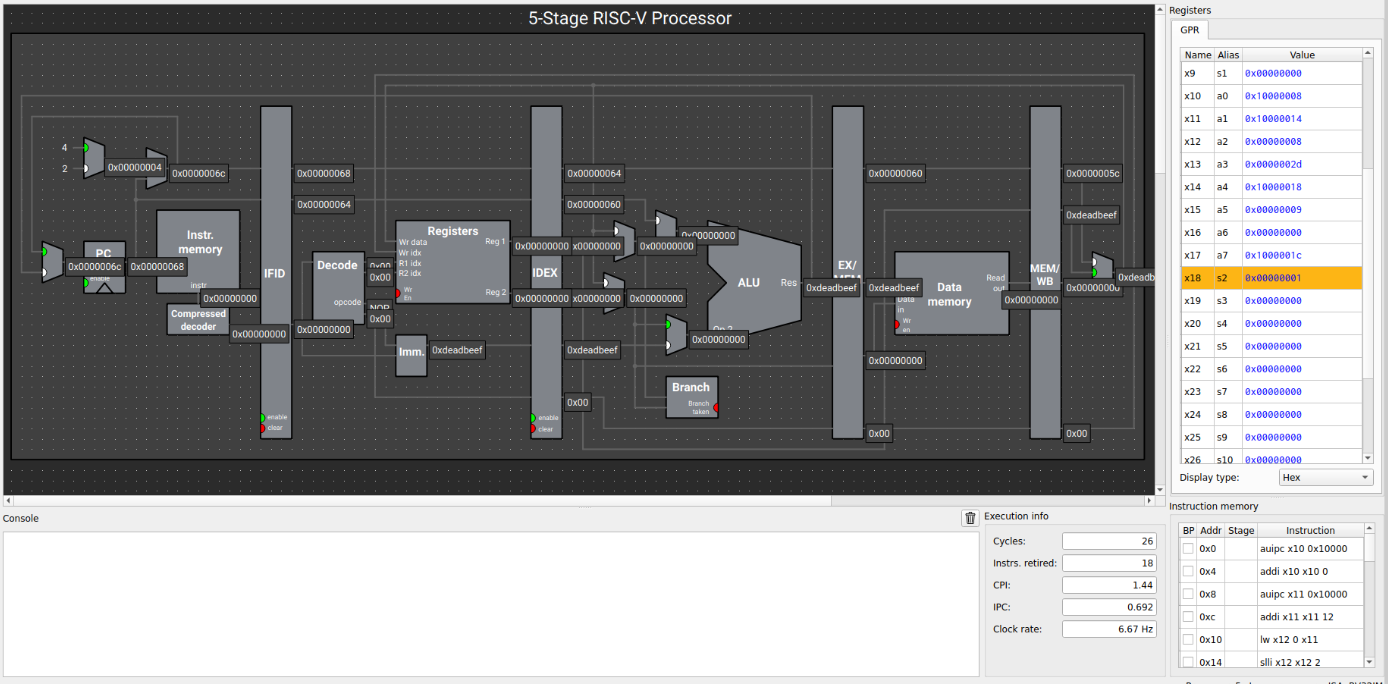 5-Stage RISC-V Processor
4
2
0x00000004
0x0000006c
0x00000068
0x00000064
0x00000064
0x00000060
0x00000060
0x0000005c
0xdeadbeef
PC
enable
0x0000006c
0x00000068
Instr. memory
instr
0x00000000
Compressed decoder
0x00000000
IFID
enable
clear
Decode
opcode
0x00
0x00
NOP
0x00
0x00000000
Registers
Wr data
Wr idx
R1 idx
R2 idx
Wr En
Reg 1
Reg 2
Imm.
0xdeadbeef
0x00000000
0x00000000
IDEX
enable
clear
x00000000
x00000000
0xdeadbeef
0x00
0x00000000
0x00000000
0x00000000
0x00000000
ALU
Res
Op 2
Branch
Branch taken
0xdeadbeef
EX/
MEM
0xdeadbeef
0x00000000
0x00
Data memory
Data in
Wr en
Read out
0x00000000
MEM/
WB
0x00000000
0x00
0xdeadb
Console
Execution info
Cycles: 26
Instrs. retired: 18
CPI: 1.44
IPC: 0.692
Clock rate: 6.67 Hz
Registers
GPR
Name Alias Value
x9 s1 0x00000000
x10 a0 0x10000008
x11 a1 0x10000014
x12 a2 0x00000008
x13 a3 0x0000002d
x14 a4 0x10000018
x15 a5 0x00000009
x16 a6 0x00000000
x17 a7 0x1000001c
x18 s2 0x00000001
x19 s3 0x00000000
x20 s4 0x00000000
x21 s5 0x00000000
x22 s6 0x00000000
x23 s7 0x00000000
x24 s8 0x00000000
x25 s9 0x00000000
x26 s10 0x00000000
Display type: Hex
Instruction memory
BP Addr Stage Instruction
0x0 auipc x10 0x10000
0x4 addi x10 x10 0
0x8 auipc x11 0x10000
0xc addi x11 x11 12
0x10 lw x12 0 x11
0x14 slli x12 x12 2